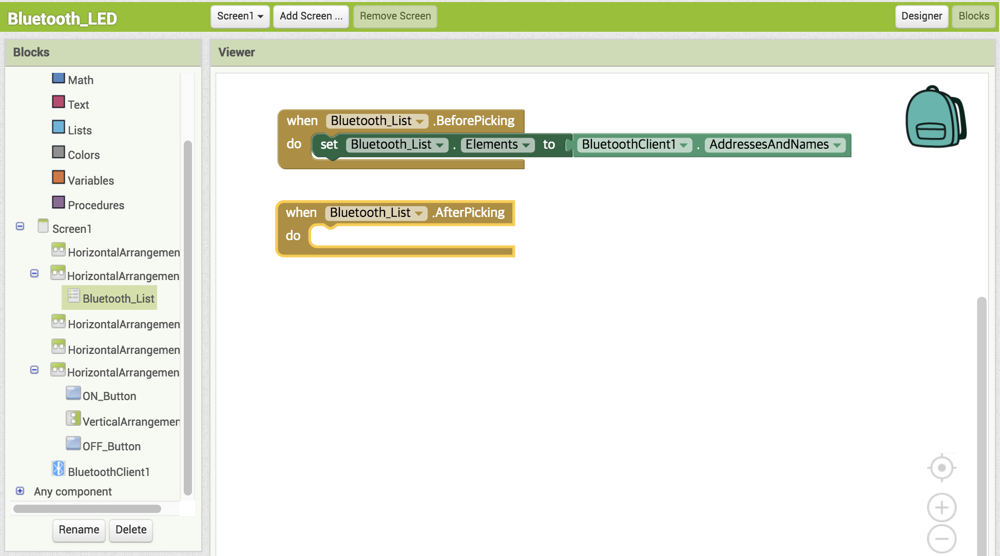 Bluetooth_LED
Screen1
Add Screen ...
Remove Screen
Designer
Blocks
Blocks
Math
Text
Lists
Colors
Variables
Procedures
Screen1
HorizontalArrangemen
HorizontalArrangemen
Bluetooth_List
HorizontalArrangemen
HorizontalArrangemen
HorizontalArrangemen
ON_Button
VerticalArrangemen
OFF_Button
BluetoothClient1
Any component
Rename
Delete
Viewer
when Bluetooth_List .BeforePicking
do set Bluetooth_List . Elements to BluetoothClient1 . AddressesAndNames
when Bluetooth_List .AfterPicking
do